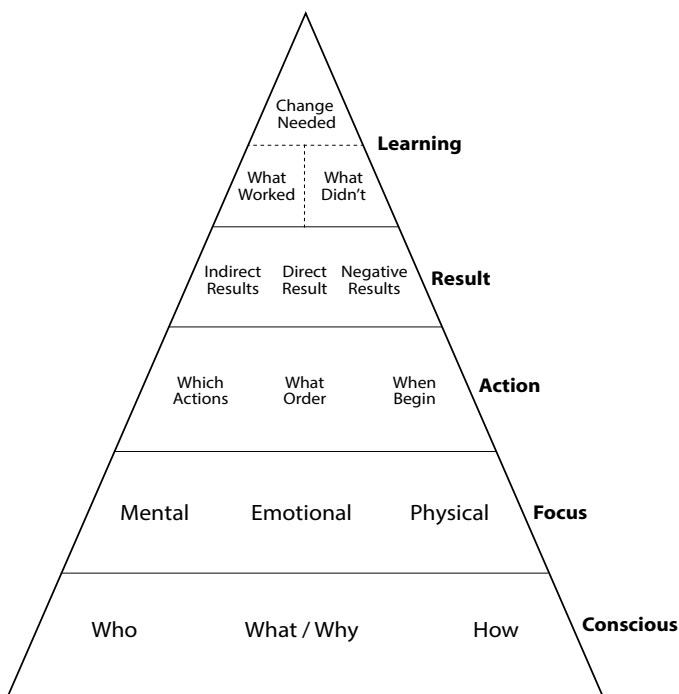 Change
Needed
Learning
What
Worked
What
Didn't
Indirect
Results
Direct
Result
Negative
Results
Result
Which
Actions
What
Order
When
Begin
Action
Mental
Emotional
Physical
Focus
Who
What / Why
How
Conscious